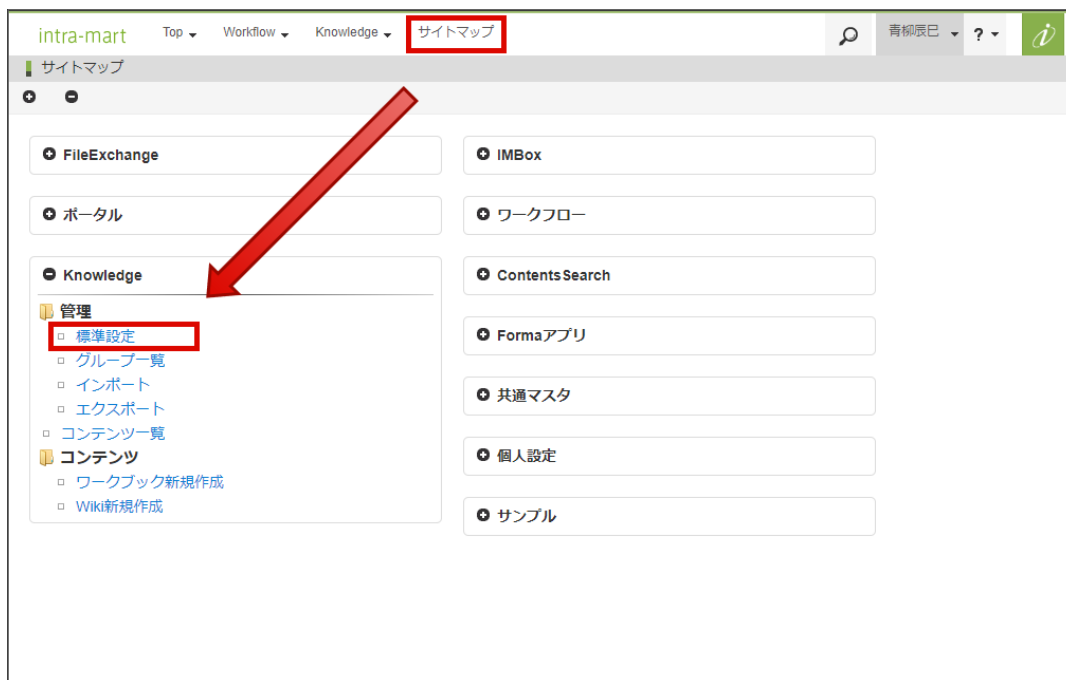 intra-mart Top Workflow Knowledge サイトマップ 青柳辰巳 ?
サイトマップ
FileExchange
ポータル
Knowledge
管理
標準設定
グループ一覧
インポート
エクスポート
コンテンツ一覧
コンテンツ
ワークブック新規作成
Wiki新規作成
IMBox
ワークフロー
ContentsSearch
Formaアプリ
共通マスタ
個人設定
サンプル